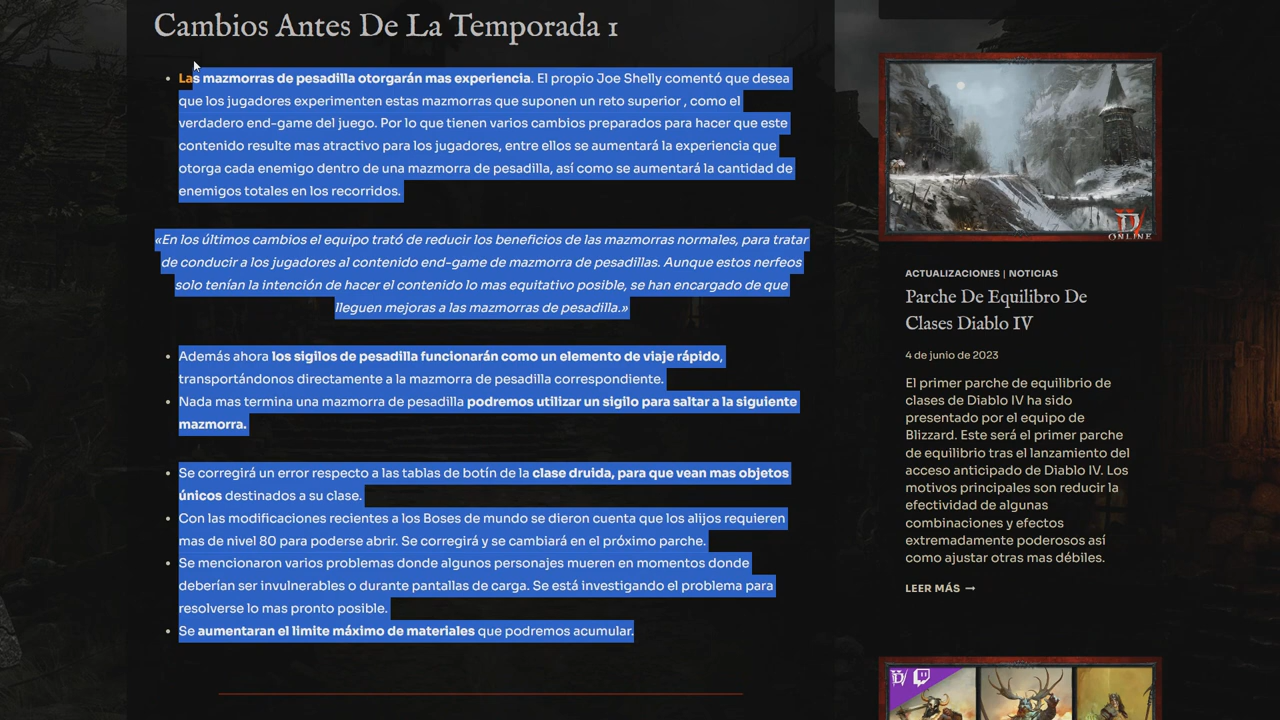 Cambios Antes De La Temporada 1
Las mazmorras de pesadilla otorgarán mas experiencia. El propio Joe Shelly comentó que desea
que los jugadores experimenten estas mazmorras que suponen un reto superior , como el
verdadero end-game del juego. Por lo que tienen varios cambios preparados para hacer que este
contenido resulte mas atractivo para los jugadores, entre ellos se aumentará la experiencia que
otorga cada enemigo dentro de una mazmorra de pesadilla, así como se aumentará la cantidad de
enemigos totales en los recorridos.
«En los últimos cambios el equipo trató de reducir los beneficios de las mazmorras normales, para tratar
de conducir a los jugadores al contenido end-game de mazmorra de pesadillas. Aunque estos nerfeos
solo tenían la intención de hacer el contenido lo mas equitativo posible, se han encargado de que
lleguen mejoras a las mazmorras de pesadilla.»
Además ahora los sigilos de pesadilla funcionarán como un elemento de viaje rápido,
transportándonos directamente a la mazmorra de pesadilla correspondiente.
Nada mas termina una mazmorra de pesadilla podremos utilizar un sigilo para saltar a la siguiente
mazmorra.
Se corregirá un error respecto a las tablas de botín de la clase druida, para que vean mas objetos
únicos destinados a su clase.
Con las modificaciones recientes a los Boses de mundo se dieron cuenta que los alijos requieren
mas de nivel 80 para poderse abrir. Se corregirá y se cambiará en el próximo parche.
Se mencionaron varios problemas donde algunos personajes mueren en momentos donde
deberían ser invulnerables o durante pantallas de carga. Se está investigando el problema para
resolverse lo mas pronto posible.
Se aumentaran el limite máximo de materiales que podremos acumular.
D
ONLINE
ACTUALIZACIONES | NOTICIAS
Parche De Equilibro De
Clases Diablo IV
4 de junio de 2023
El primer parche de equilibro de
clases de Diablo IV ha sido
presentado por el equipo de
Blizzard. Este será el primer parche
de equilibrio tras el lanzamiento del
acceso anticipado de Diablo IV. Los
motivos principales son reducir la
efectividad de algunas
combinaciones y efectos
extremadamente poderosos así
como ajustar otras mas débiles.
LEER MÁS →